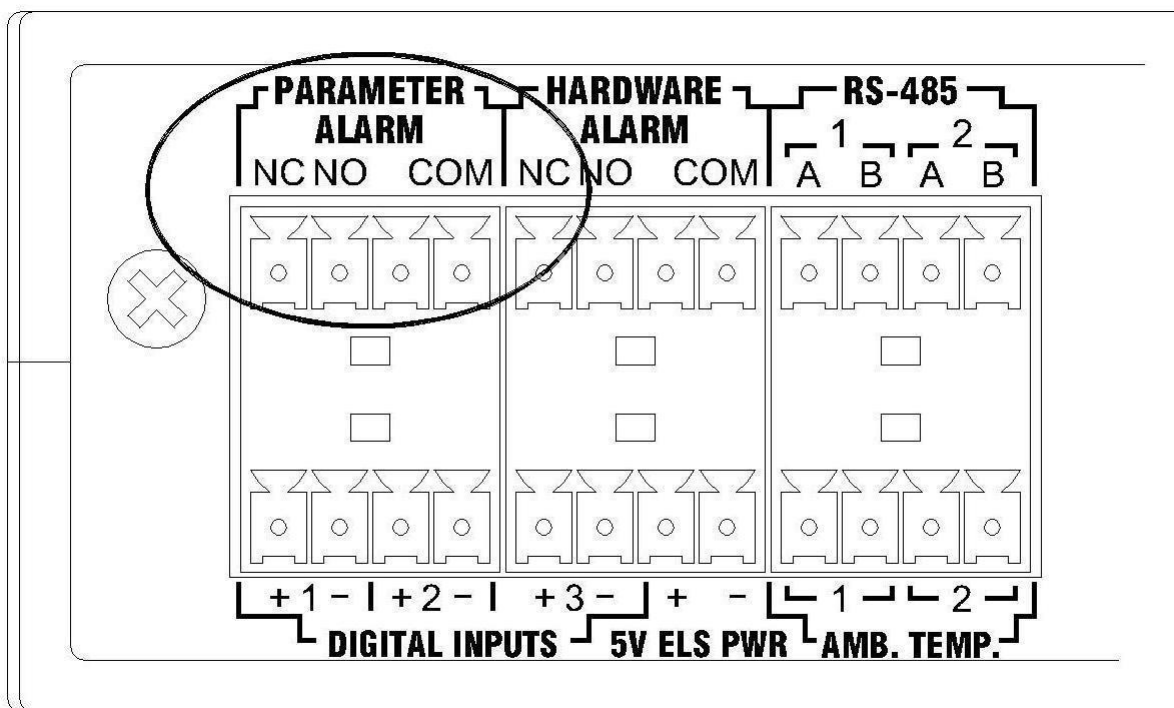 PARAMETER HARDWARE RS-485
ALARM ALARM 1 2
NC NO COM NC NO COM A B A B
+ 1 - + 2 - + 3 - + - 1 2
DIGITAL INPUTS 5V ELS PWR AMB. TEMP.